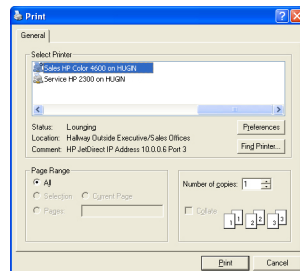 Print
General
Select Printer
Sales HP Color 4600 on HUGIN
Service HP 2300 on HUGIN
Status: Lounging
Preferences
Location: Hallway Outside Executive/Sales Offices
Comment: HP JetDirect IP Address 10.0.0.6 Port 3
Find Printer...
Page Range
All
Selection Current Page
Pages:
Number of copies: 1
Collate
1 1 2 2 3 3
Print Cancel